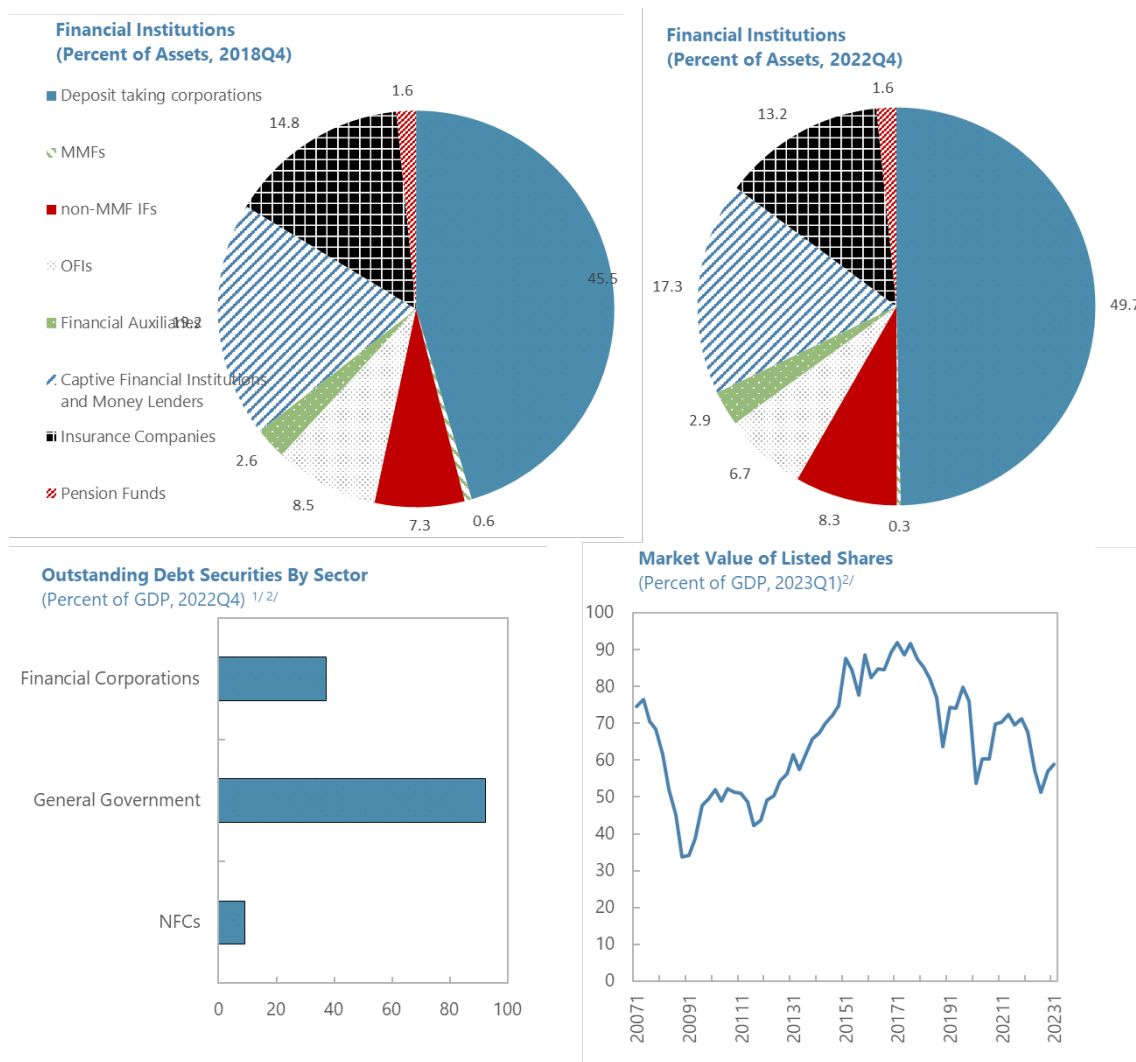 Financial Institutions
(Percent of Assets, 2018Q4)
Deposit taking corporations
MMFs
non-MMF IFs
OFIs
Financial Auxiliaries
Captive Financial Institutions
and Money Lenders
Insurance Companies
Pension Funds
1.6
14.8
45.5
19.2
2.6
8.5
7.3
0.6
Financial Institutions
(Percent of Assets, 2022Q4)
1.6
13.2
17.3
49.7
2.9
6.7
8.3
0.3
Outstanding Debt Securities By Sector
(Percent of GDP, 2022Q4) 1/ 2/
Financial Corporations
General Government
NFCs
0 20 40 60 80 100
Market Value of Listed Shares
(Percent of GDP, 2023Q1)2/
100
90
80
70
60
50
40
30
20
10
0
20071
20091
20111
20131
20151
20171
20191
20211
20231